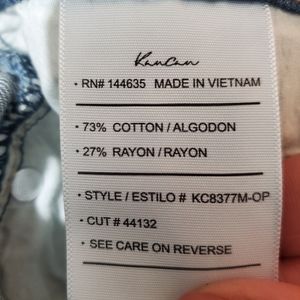 KanCan
• RN# 144635 MADE IN VIETNAM
• 73% COTTON / ALGODON
• 27% RAYON / RAYON
• STYLE / ESTILO # KC8377M-OP
• CUT # 44132
• SEE CARE ON REVERSE